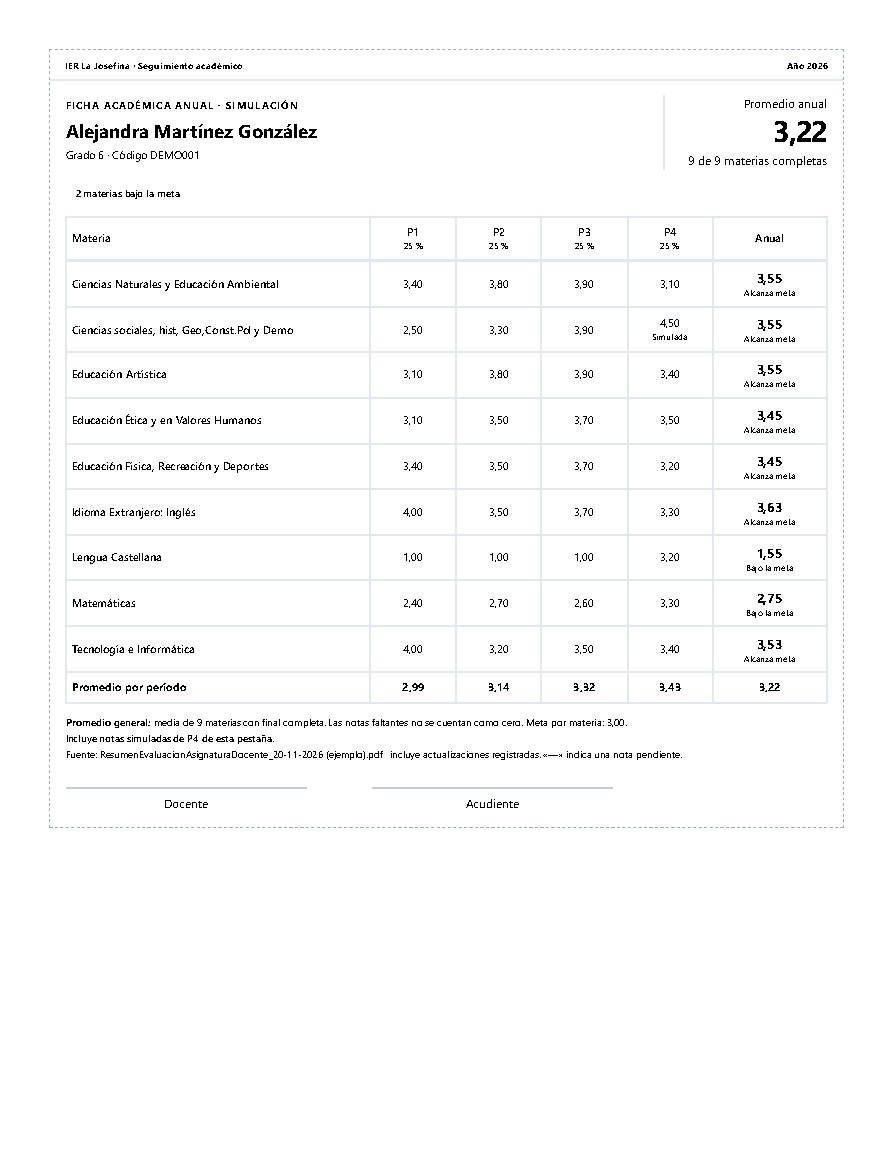 IER La Josefina · Seguimiento académico Año 2026
FICHA ACADÉMICA ANUAL · SIMULACIÓN
Alejandra Martínez González
Grado 6 · Código DEMO001
Promedio anual
3,22
9 de 9 materias completas
2 materias bajo la meta
Materia P1 P2 P3 P4 Anual
25 % 25 % 25 % 25 %
Ciencias Naturales y Educación Ambiental 3,40 3,80 3,90 3,10 3,55
Alcanza meta
Ciencias sociales, hist, Geo,Const.Pol y Demo 2,50 3,30 3,90 4,50 3,55
Simulada Alcanza meta
Educación Artística 3,10 3,80 3,90 3,40 3,55
Alcanza meta
Educación Ética y en Valores Humanos 3,10 3,50 3,70 3,50 3,45
Alcanza meta
Educación Física, Recreación y Deportes 3,40 3,50 3,70 3,20 3,45
Alcanza meta
Idioma Extranjero: Inglés 4,00 3,50 3,70 3,30 3,63
Alcanza meta
Lengua Castellana 1,00 1,00 1,00 3,20 1,55
Bajo la meta
Matemáticas 2,40 2,70 2,60 3,30 2,75
Bajo la meta
Tecnología e Informática 4,00 3,20 3,50 3,40 3,53
Alcanza meta
Promedio por período 2,99 3,14 3,32 3,43 3,22
Promedio general: media de 9 materias con final completa. Las notas faltantes no se cuentan como cero. Meta por materia: 3,00.
Incluye notas simuladas de P4 de esta pestaña.
Fuente: ResumenEvaluacionAsignaturaDocente_20-11-2026 (ejemplo).pdf incluye actualizaciones registradas. «—» indica una nota pendiente.
Docente Acudiente